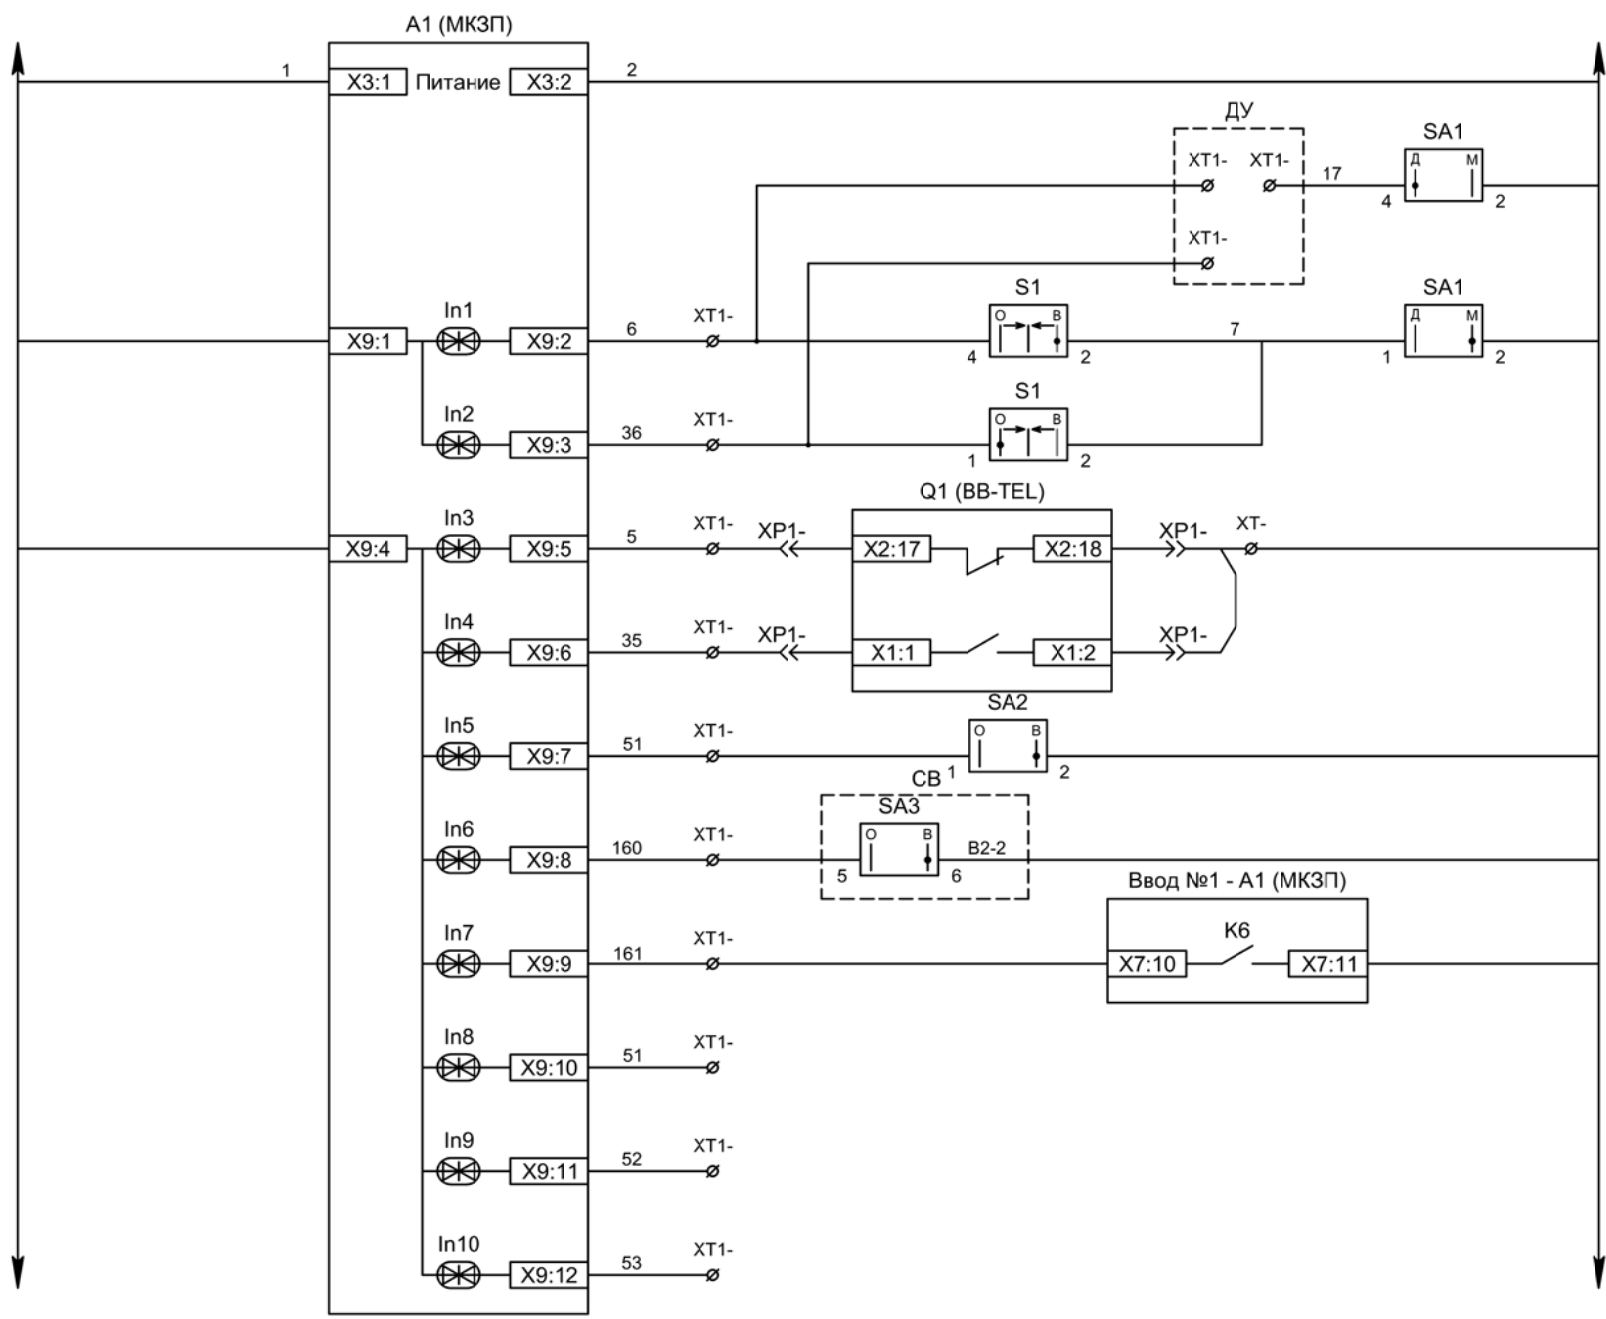 А1 (МКЗП)
1 X3:1 Питание X3:2 2
ДУ
SA1
XT1- XT1- 17 Д М
4 2
XT1-
In1 XT1- S1 SA1
X9:1 X9:2 6 О В 7 Д М
4 2 1 2
In2 XT1- S1
X9:3 36 О В
1 2
Q1 (BB-TEL)
In3 XT1- XP1- XP1- XT-
X9:4 X9:5 5 X2:17 X2:18
In4 XT1- XP1- XP1-
X9:6 35 X1:1 X1:2
SA2
In5 XT1- О В
X9:7 51
1 2
СВ
SA3
In6 XT1- О В
X9:8 160 B2-2
5 6
Ввод №1 - А1 (МКЗП)
In7 XT1- K6
X9:9 161 X7:10 X7:11
In8 XT1-
X9:10 51
In9 XT1-
X9:11 52
In10 XT1-
X9:12 53